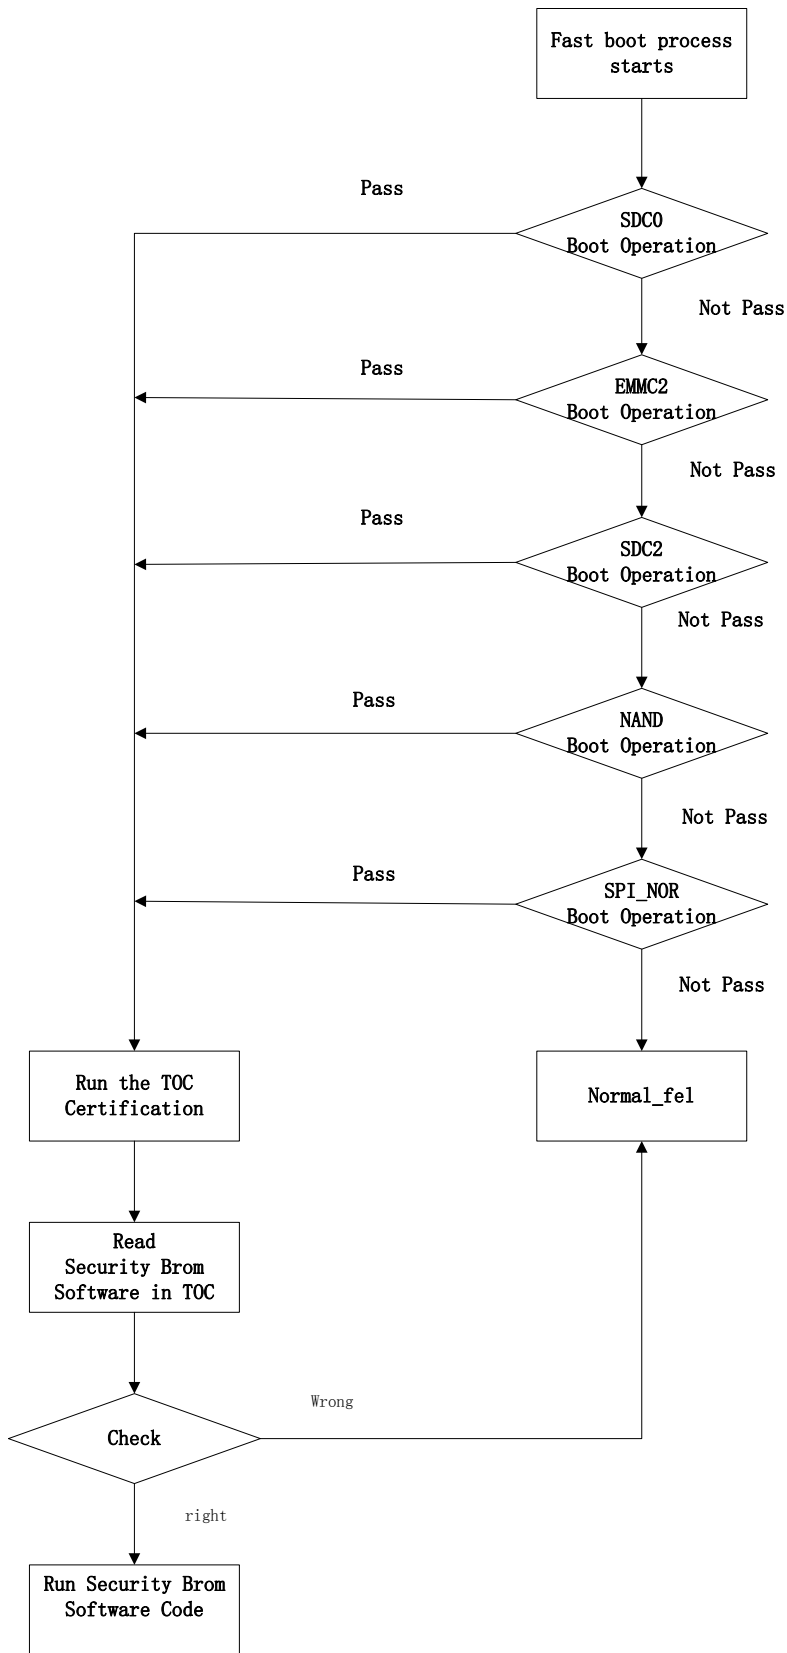 Fast boot process
starts
Pass
SDC0
Boot Operation
Not Pass
Pass
EMMC2
Boot Operation
Not Pass
Pass
SDC2
Boot Operation
Not Pass
Pass
NAND
Boot Operation
Not Pass
Pass
SPI_NOR
Boot Operation
Not Pass
Run the TOC
Certification
Normal_fel
Read
Security Brom
Software in TOC
Wrong
Check
right
Run Security Brom
Software Code